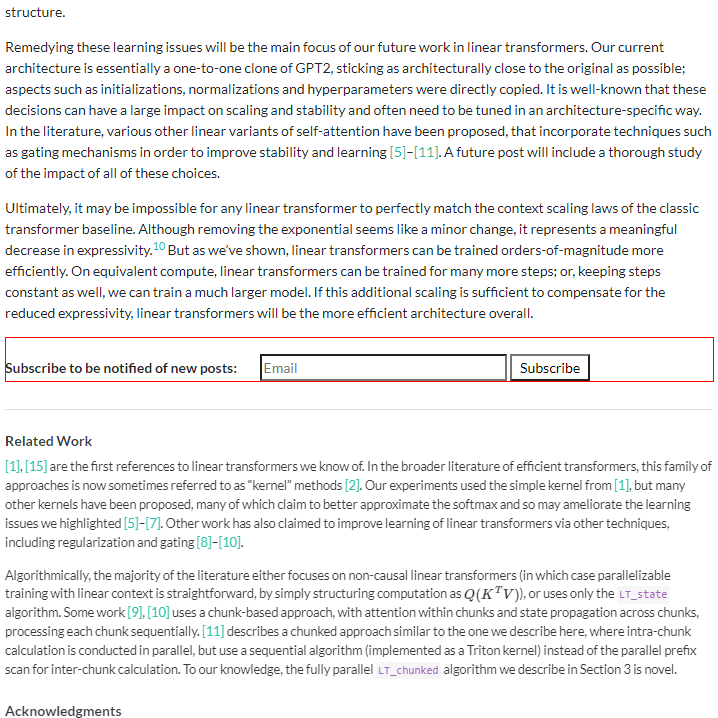 structure.
Remedying these learning issues will be the main focus of our future work in linear transformers. Our current
architecture is essentially a one-to-one clone of GPT2, sticking as architecturally close to the original as possible;
aspects such as initializations, normalizations and hyperparameters were directly copied. It is well-known that these
decisions can have a large impact on scaling and stability and often need to be tuned in an architecture-specific way.
In the literature, various other linear variants of self-attention have been proposed, that incorporate techniques such
as gating mechanisms in order to improve stability and learning [5]–[11]. A future post will include a thorough study
of the impact of all of these choices.
Ultimately, it may be impossible for any linear transformer to perfectly match the context scaling laws of the classic
transformer baseline. Although removing the exponential seems like a minor change, it represents a meaningful
decrease in expressivity.¹⁰ But as we've shown, linear transformers can be trained orders-of-magnitude more
efficiently. On equivalent compute, linear transformers can be trained for many more steps; or, keeping steps
constant as well, we can train a much larger model. If this additional scaling is sufficient to compensate for the
reduced expressivity, linear transformers will be the more efficient architecture overall.
Subscribe to be notified of new posts: Email Subscribe
Related Work
[1], [15] are the first references to linear transformers we know of. In the broader literature of efficient transformers, this family of
approaches is now sometimes referred to as "kernel" methods [2]. Our experiments used the simple kernel from [1], but many
other kernels have been proposed, many of which claim to better approximate the softmax and so may ameliorate the learning
issues we highlighted [5]–[7]. Other work has also claimed to improve learning of linear transformers via other techniques,
including regularization and gating [8]–[10].
Algorithmically, the majority of the literature either focuses on non-causal linear transformers (in which case parallelizable
training with linear context is straightforward, by simply structuring computation as Q(KᵀV)), or uses only the LT_state
algorithm. Some work [9], [10] uses a chunk-based approach, with attention within chunks and state propagation across chunks,
processing each chunk sequentially. [11] describes a chunked approach similar to the one we describe here, where intra-chunk
calculation is conducted in parallel, but use a sequential algorithm (implemented as a Triton kernel) instead of the parallel prefix
scan for inter-chunk calculation. To our knowledge, the fully parallel LT_chunked algorithm we describe in Section 3 is novel.
Acknowledgments